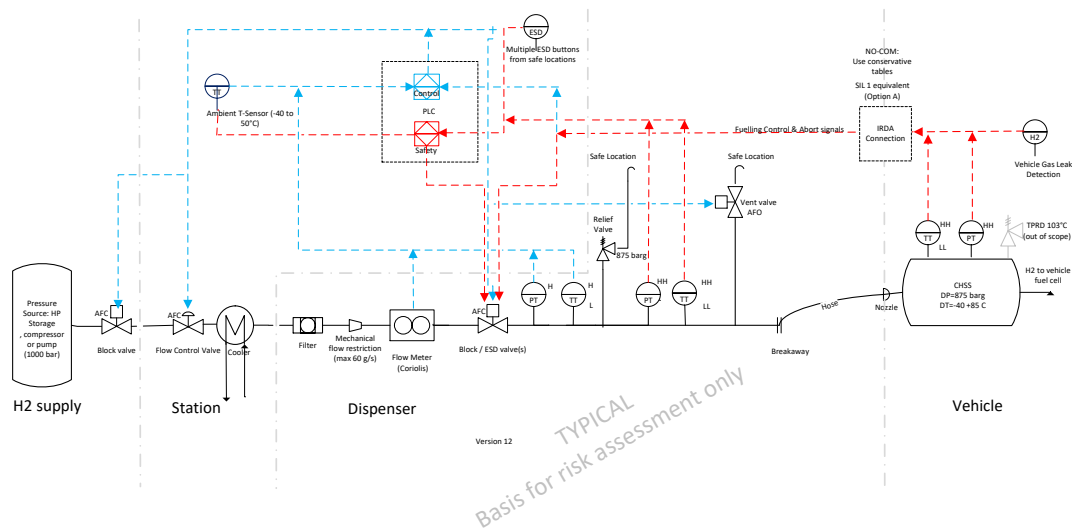 ESD
Multiple ESD buttons
from safe locations
NO-COM:
Use conservative
tables
SIL 1 equivalent
(Option A)
TT
Ambient T-Sensor (-40 to
50°C)
Control
PLC
Safety
Fuelling Control & Abort signals
IRDA
Connection
H2
Vehicle Gas Leak
Detection
Safe Location
Safe Location
Vent valve
AFO
Relief
Valve
875 barg
HH
TT
LL
HH
PT
TPRD 103°C
(out of scope)
H
PT
H
TT
L
HH
PT
HH
TT
LL
Pressure
Source: HP
Storage
, compressor
or pump
(1000 bar)
AFC
Block valve
AFC
Flow Control Valve
Cooler
Filter
Mechanical
flow restriction
(max 60 g/s)
Flow Meter
(Coriolis)
AFC
Block / ESD valve(s)
Breakaway
Hose
Nozzle
CHSS
DP=875 barg
DT=-40 +85 C
H2 to vehicle
fuel cell
H2 supply
Station
Dispenser
Vehicle
Version 12
TYPICAL
Basis for risk assessment only